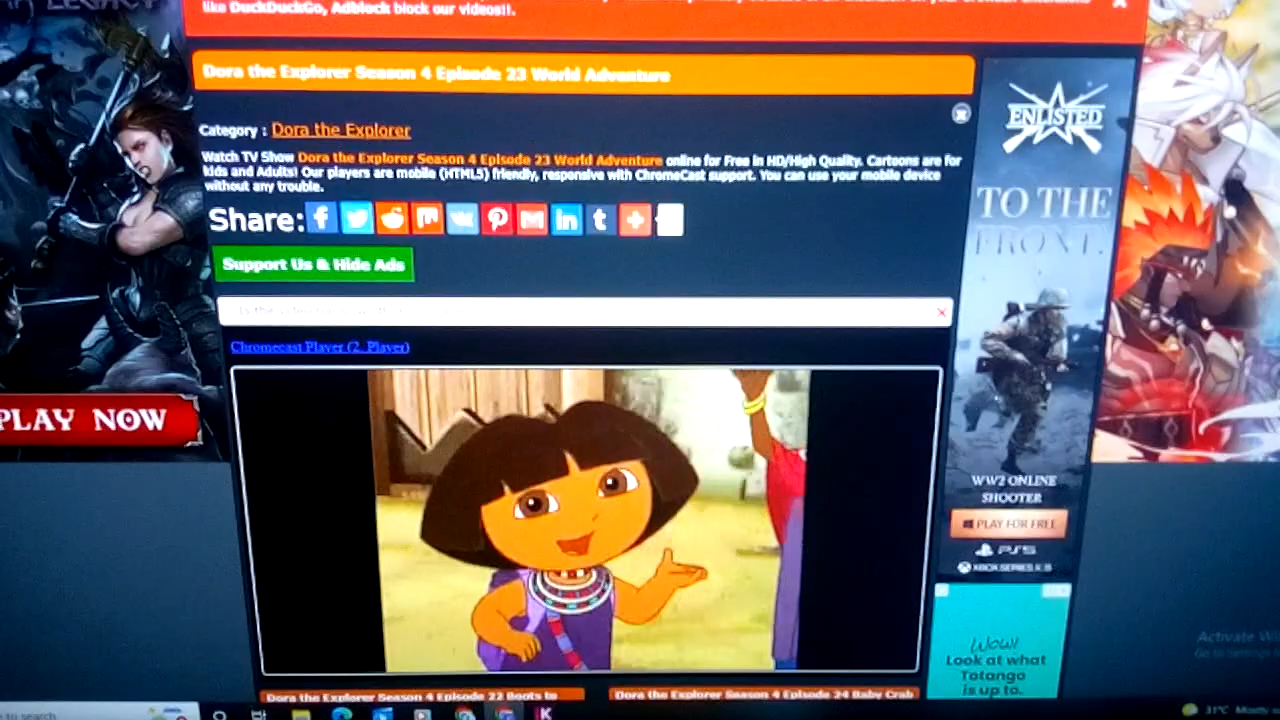 like DuckDuckGo, Adblock block our videos!!.
Dora the Explorer Season 4 Episode 23 World Adventure
Category : Dora the Explorer
Watch TV Show Dora the Explorer Season 4 Episode 23 World Adventure online for Free in HD/High Quality. Cartoons are for
kids and Adults! Our players are mobile (HTML5) friendly, responsive with ChromeCast support. You can use your mobile device
without any trouble.
Share:
Support Us & Hide Ads
Chromecast Player (2. Player)
PLAY NOW
ENLISTED
TO THE
FRONT!
WW2 ONLINE
SHOOTER
PLAY FOR FREE
PS5
XBOX SERIES X|S
Wow!
Look at what
Totango
is up to.
Activate
Dora the Explorer Season 4 Episode 22 Boots to
Dora the Explorer Season 4 Episode 24 Baby Crab
search
31°C Mostly